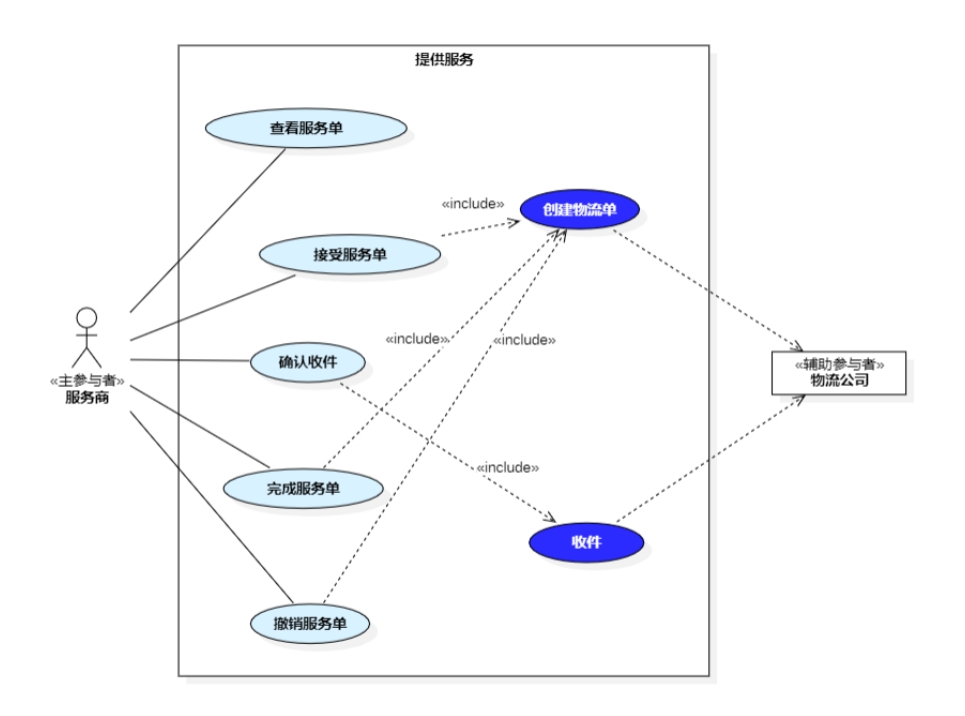 提供服务
查看服务单
«include»
创建物流单
接受服务单
«include»
«include»
确认收件
«主参与者»
服务商
«辅助参与者»
物流公司
«include»
完成服务单
收件
撤销服务单